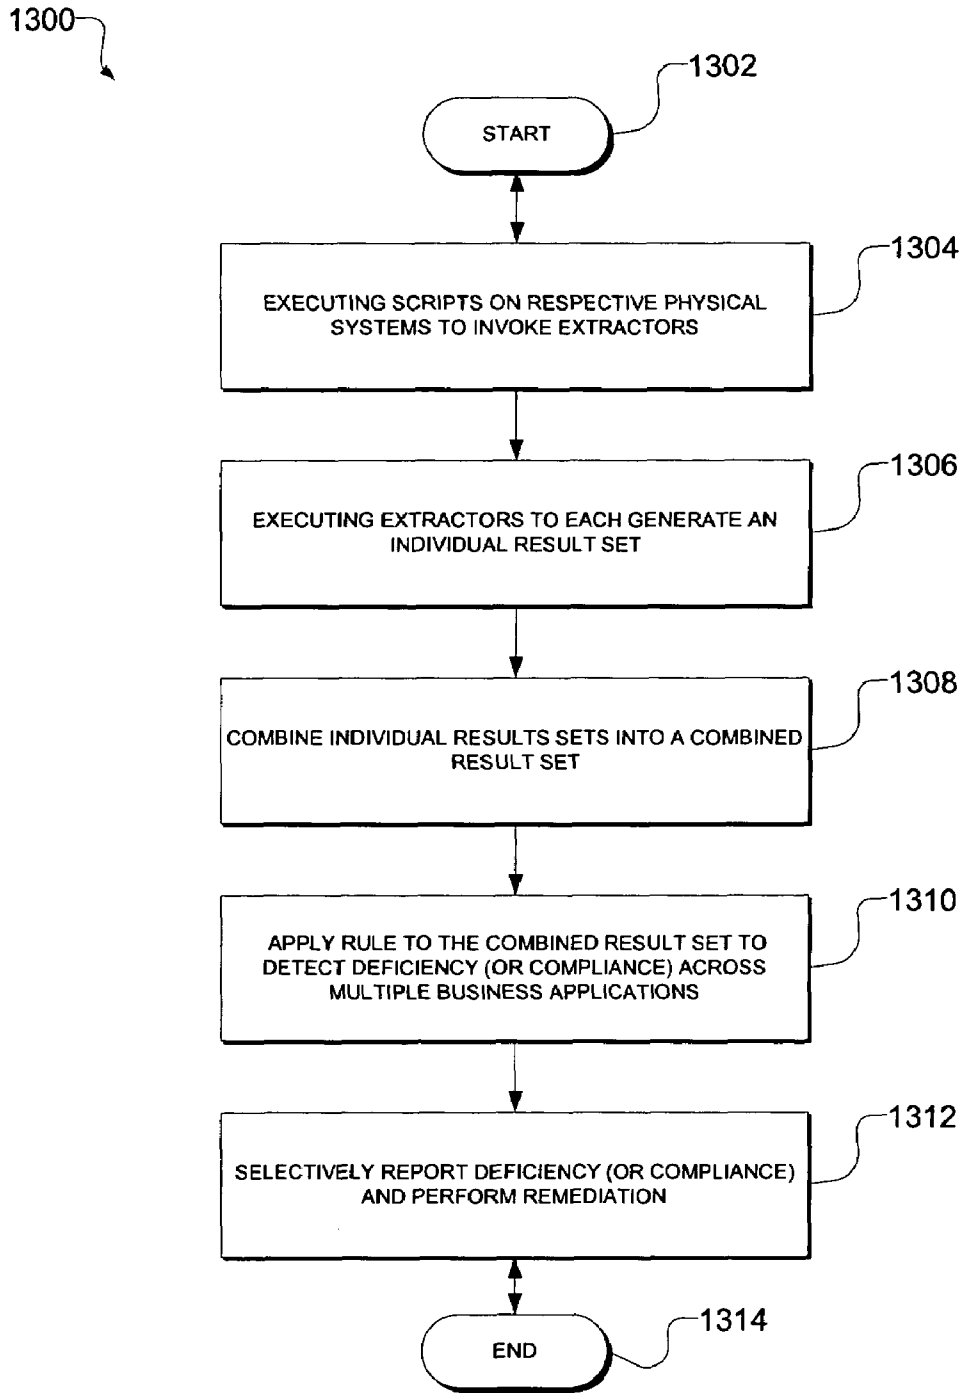 1300
1302
START
1304
EXECUTING SCRIPTS ON RESPECTIVE PHYSICAL
SYSTEMS TO INVOKE EXTRACTORS
1306
EXECUTING EXTRACTORS TO EACH GENERATE AN
INDIVIDUAL RESULT SET
1308
COMBINE INDIVIDUAL RESULTS SETS INTO A COMBINED
RESULT SET
1310
APPLY RULE TO THE COMBINED RESULT SET TO
DETECT DEFICIENCY (OR COMPLIANCE) ACROSS
MULTIPLE BUSINESS APPLICATIONS
1312
SELECTIVELY REPORT DEFICIENCY (OR COMPLIANCE)
AND PERFORM REMEDIATION
1314
END